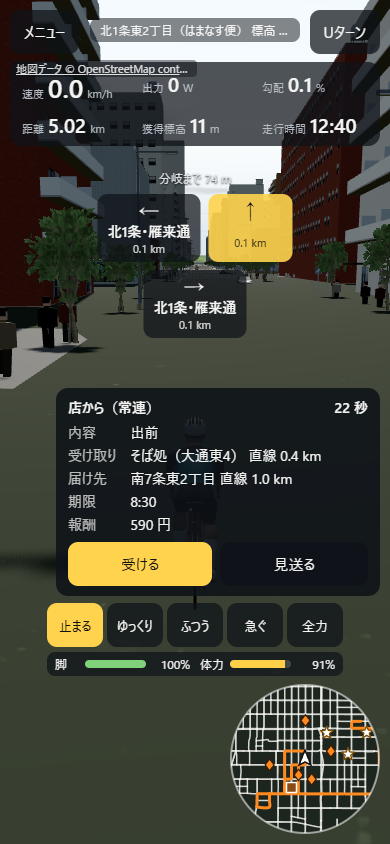 メニュー
北1条東2丁目（はまなす便） 標高 ...
Uターン
地図データ © OpenStreetMap cont...
速度 0.0 km/h
出力 0 W
勾配 0.1 %
距離 5.02 km
獲得標高 11 m
走行時間 12:40
分岐まで 74 m
←
北1条・雁来通
0.1 km
↑
0.1 km
→
北1条・雁来通
0.1 km
店から（常連） 22 秒
内容 出前
受け取り そば処（大通東4） 直線 0.4 km
届け先 南7条東2丁目 直線 1.0 km
期限 8:30
報酬 590 円
受ける
見送る
止まる
ゆっくり
ふつう
急ぐ
全力
脚 100% 体力 91%